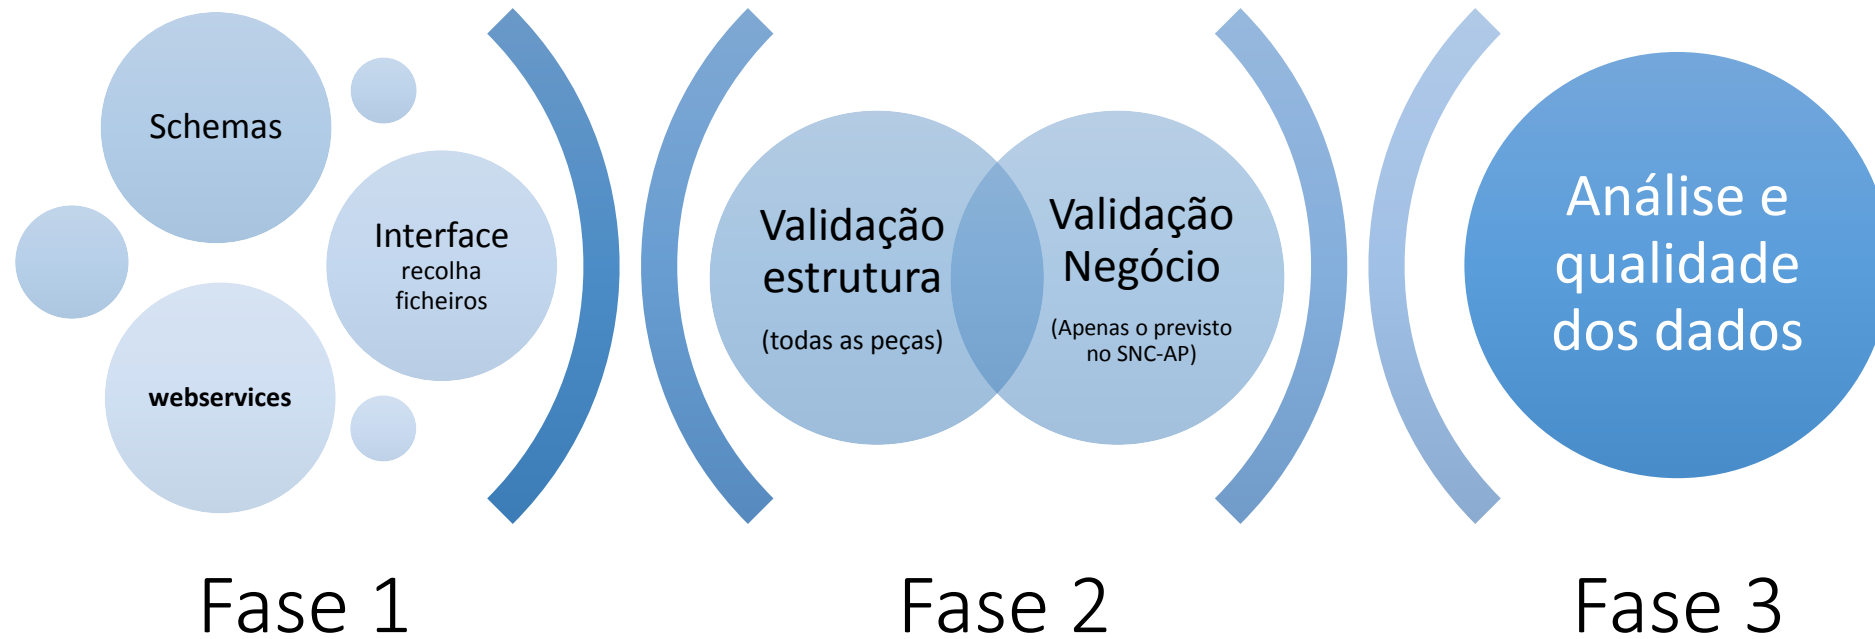 Schemas
Interface
recolha
ficheiros
webservices
Validação
estrutura
(todas as peças)
Validação
Negócio
(Apenas o previsto
no SNC-AP)
Análise e
qualidade
dos dados
Fase 1
Fase 2
Fase 3